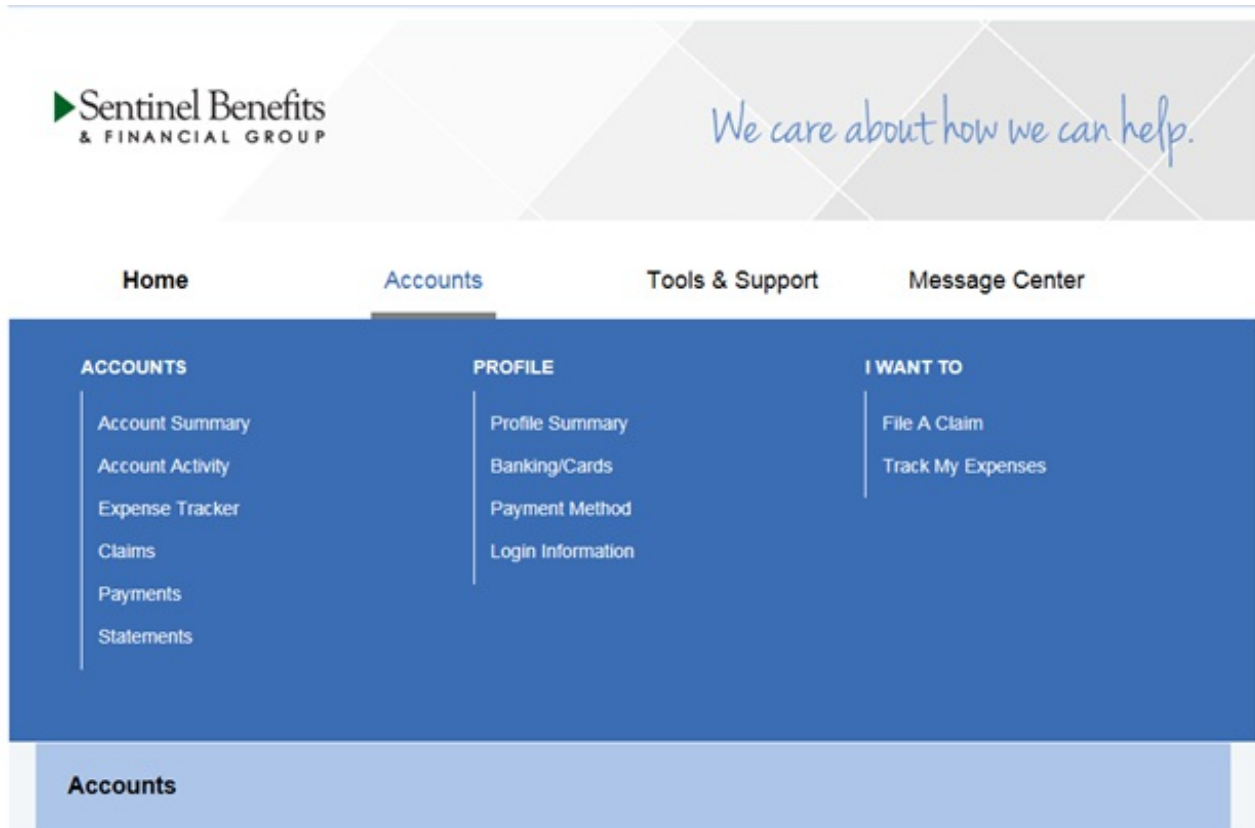 Sentinel Benefits
& FINANCIAL GROUP
We care about how we can help.
Home
Accounts
Tools & Support
Message Center
ACCOUNTS
Account Summary
Account Activity
Expense Tracker
Claims
Payments
Statements
PROFILE
Profile Summary
Banking/Cards
Payment Method
Login Information
I WANT TO
File A Claim
Track My Expenses
Accounts